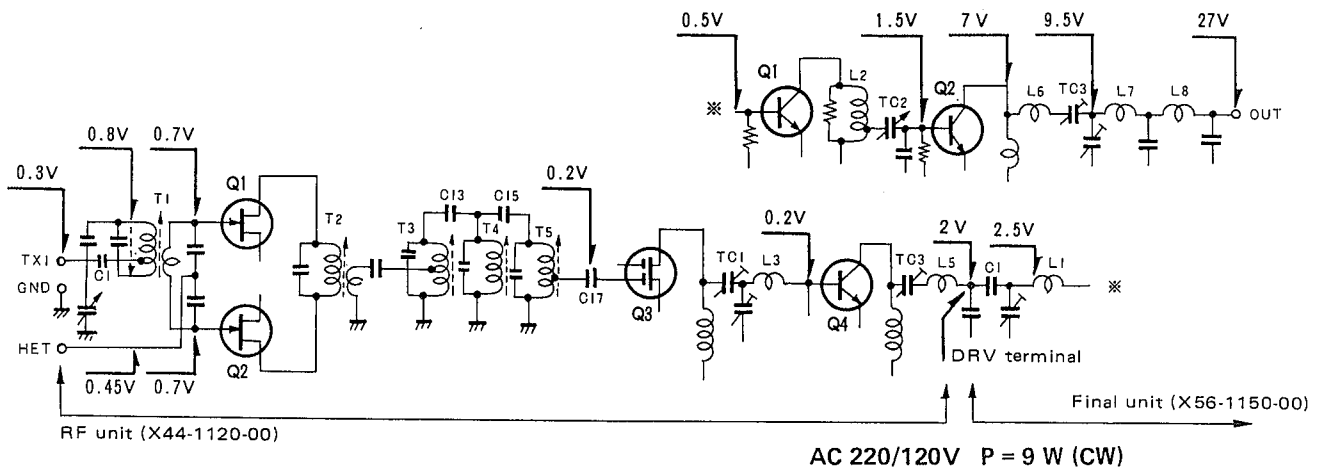 0.5V 1.5V 7V 9.5V 27V
Q1 L2 TC2 Q2 L6 TC3 L7 L8
※ OUT
0.8V 0.7V
0.3V T1 Q1 C13 C15 0.2V
T2 T3 T4 T5 0.2V 2V 2.5V
TX1 C1 TC1 L3 TC3 L5 C1 L1
GND C17 Q3 Q4 ※
HET Q2 DRV terminal
0.45V 0.7V
RF unit (X44-1120-00) Final unit (X56-1150-00)
AC 220/120V P = 9 W (CW)